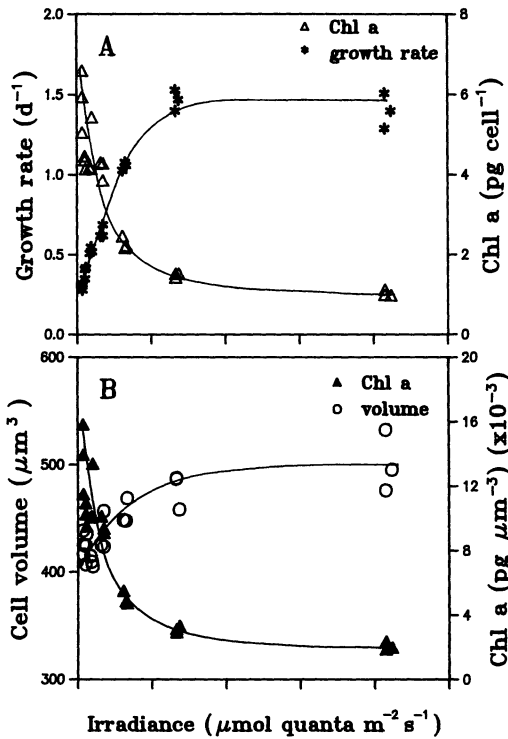 A
Chl a
growth rate
2.0
1.5
1.0
0.5
0.0
Growth rate (d⁻¹)
8
6
4
2
0
Chl a (pg cell⁻¹)
B
Chl a
volume
600
500
400
300
Cell volume (μm³)
20
16
12
8
4
0
Chl a (pg μm⁻³) (x10⁻³)
Irradiance (μmol quanta m⁻² s⁻¹)